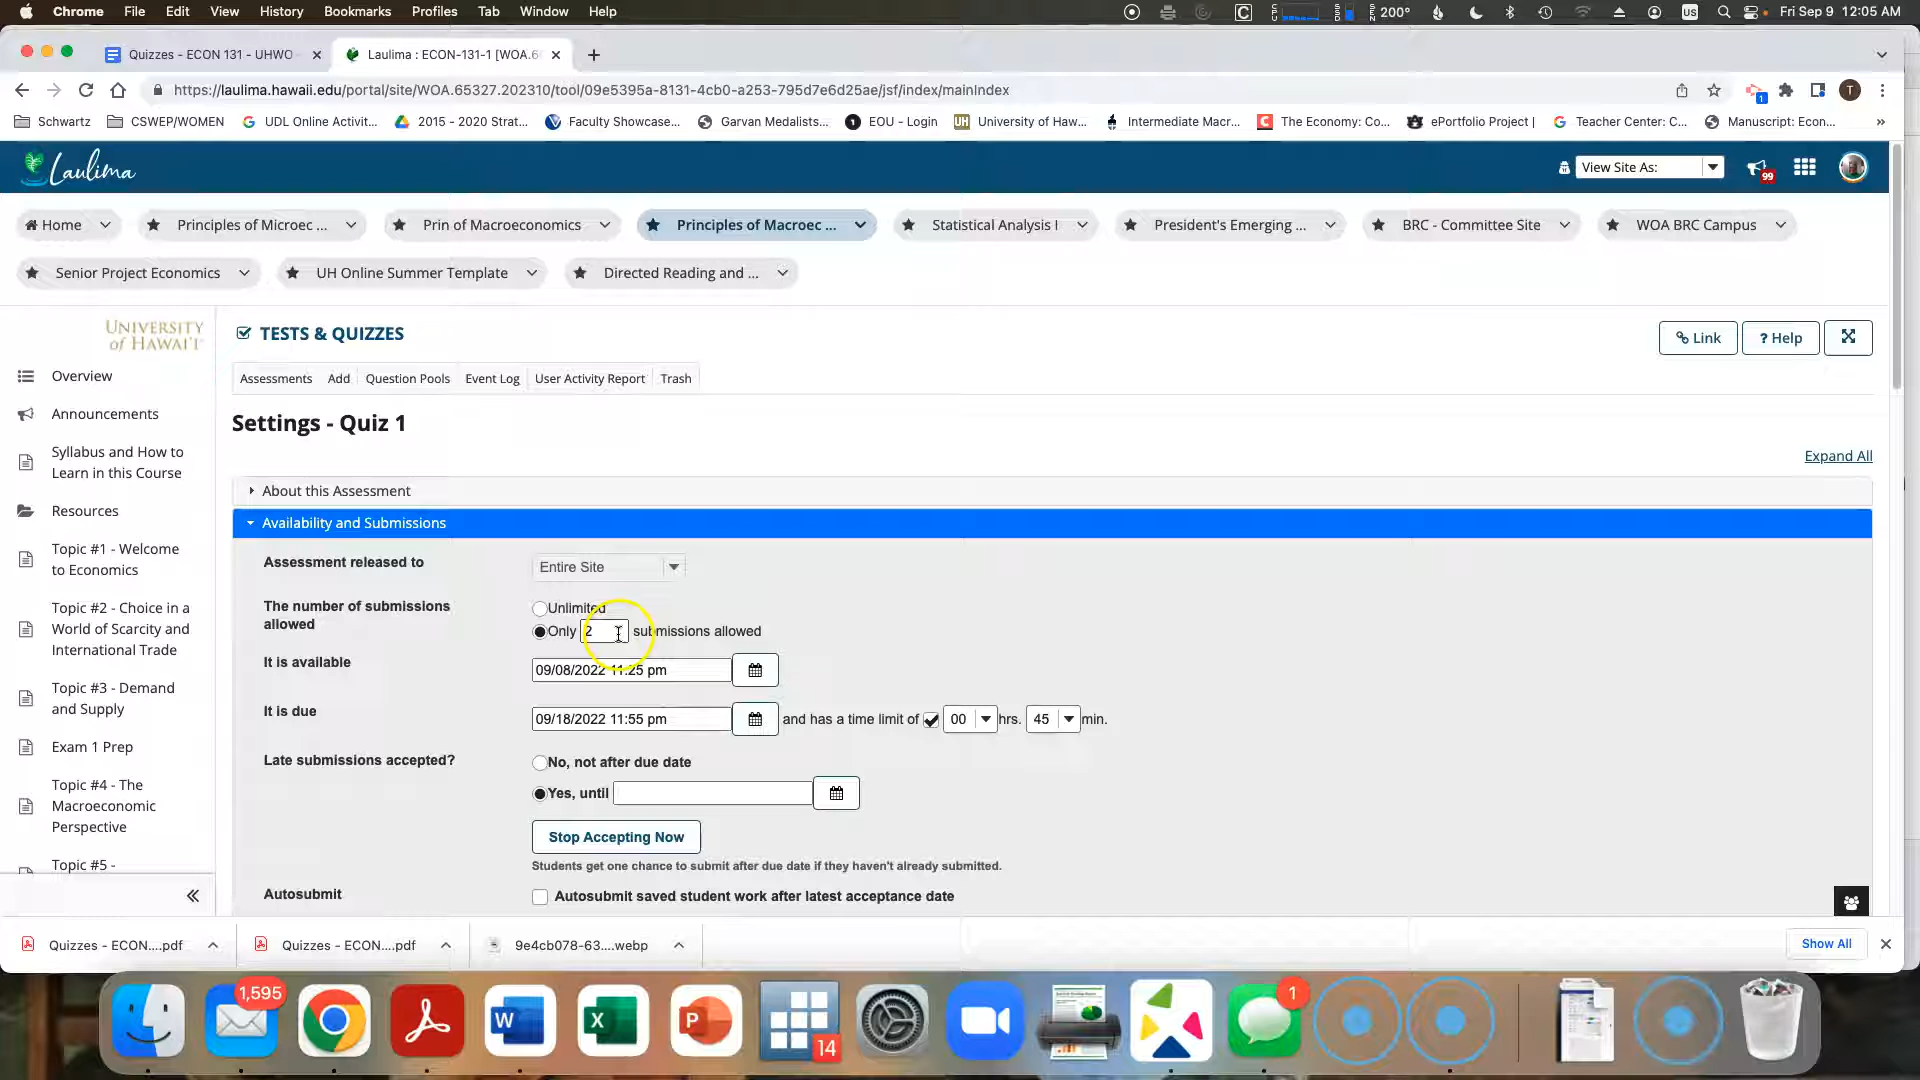 Chrome File Edit View History Bookmarks Profiles Tab Window Help 200° US Fri Sep 9 12:05 AM
Quizzes - ECON 131 - UHWO Laulima : ECON-131-1 [WOA.6
https://laulima.hawaii.edu/portal/site/WOA.65327.202310/tool/09e5395a-8131-4cb0-a253-795d7e6d25ae/jsf/index/mainIndex 1 T
Schwartz CSWEP/WOMEN UDL Online Activit... 2015 - 2020 Strat... Faculty Showcase... Garvan Medalists... EOU - Login University of Haw... Intermediate Macr... The Economy: Co... ePortfolio Project | Teacher Center: C... Manuscript: Econ... »
Laulima View Site As: 99
Home Principles of Microec ... Prin of Macroeconomics Principles of Macroec ... Statistical Analysis I President's Emerging ... BRC - Committee Site WOA BRC Campus
Senior Project Economics UH Online Summer Template Directed Reading and ...
UNIVERSITY
of HAWAI'I
Overview
Announcements
Syllabus and How to
Learn in this Course
Resources
Topic #1 - Welcome
to Economics
Topic #2 - Choice in a
World of Scarcity and
International Trade
Topic #3 - Demand
and Supply
Exam 1 Prep
Topic #4 - The
Macroeconomic
Perspective
Topic #5 -
«
TESTS & QUIZZES
Link ? Help
Assessments Add Question Pools Event Log User Activity Report Trash
Settings - Quiz 1
Expand All
About this Assessment
Availability and Submissions
Assessment released to Entire Site
The number of submissions
allowed
Unlimited
Only 2 submissions allowed
It is available 09/08/2022 11:25 pm
It is due 09/18/2022 11:55 pm and has a time limit of 00 hrs. 45 min.
Late submissions accepted? No, not after due date
Yes, until
Stop Accepting Now
Students get one chance to submit after due date if they haven't already submitted.
Autosubmit Autosubmit saved student work after latest acceptance date
Quizzes - ECON....pdf Quizzes - ECON....pdf 9e4cb078-63....webp Show All
1,595 W X P 14 1